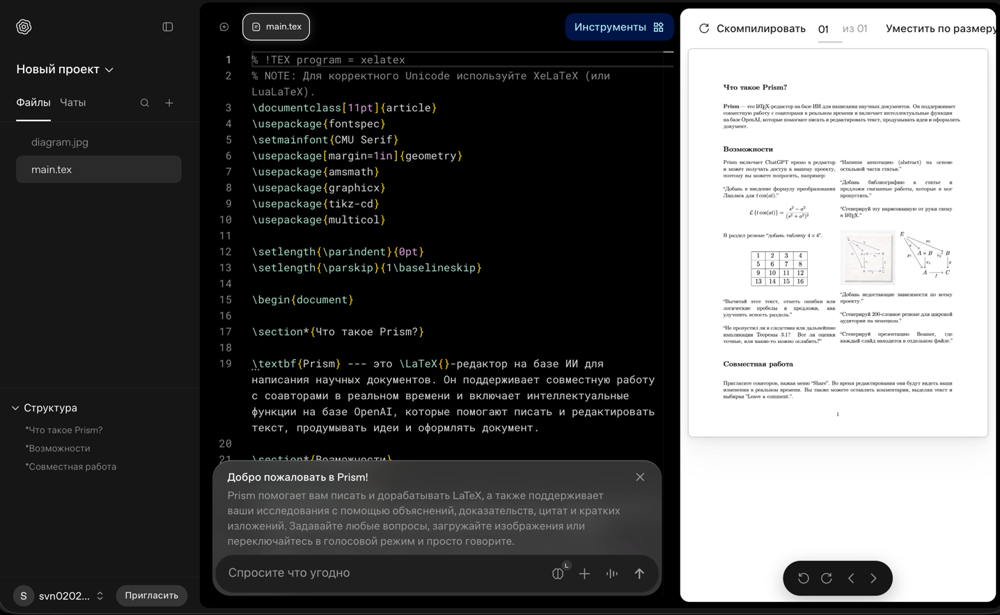 main.tex
Инструменты
Скомпилировать
01
из 01
Уместить по размеру
Новый проект
Файлы
Чаты
diagram.jpg
main.tex
1 % !TEX program = xelatex
2 % NOTE: Для корректного Unicode используйте XeLaTeX (или
LuaLaTeX).
3 \documentclass[11pt]{article}
4 \usepackage{fontspec}
5 \setmainfont{CMU Serif}
6 \usepackage[margin=1in]{geometry}
7 \usepackage{amsmath}
8 \usepackage{graphicx}
9 \usepackage{tikz-cd}
10 \usepackage{multicol}
11
12 \setlength{\parindent}{0pt}
13 \setlength{\parskip}{1\baselineskip}
14
15 \begin{document}
16
17 \section*{Что такое Prism?}
18
19 \textbf{Prism} --- это \LaTeX{}-редактор на базе ИИ для
написания научных документов. Он поддерживает совместную работу
с соавторами в реальном времени и включает интеллектуальные
функции на базе OpenAI, которые помогают писать и редактировать
текст, продумывать идеи и оформлять документ.
20
21 \section*{Возможности}
Добро пожаловать в Prism!
Prism помогает вам писать и дорабатывать LaTeX, а также поддерживает
ваши исследования с помощью объяснений, доказательств, цитат и кратких
изложений. Задавайте любые вопросы, загружайте изображения или
переключайтесь в голосовой режим и просто говорите.
Спросите что угодно
L
Структура
*Что такое Prism?
*Возможности
*Совместная работа
S
svn0202...
Пригласить
Что такое Prism?
Prism — это LATEX-редактор на базе ИИ для написания научных документов. Он поддерживает
совместную работу с соавторами в реальном времени и включает интеллектуальные функции
на базе OpenAI, которые помогают писать и редактировать текст, продумывать идеи и оформлять
документ.
Возможности
Prism включает ChatGPT прямо в редактор
и может получать доступ к вашему проекту,
поэтому вы можете попросить, например:
“Добавь в введение формулу преобразования
Лапласа для t cos(at).”
ℒ {t cos(at)} = (s² − a²) / (s² + a²)²
В раздел резюме “добавь таблицу 4 × 4”.
1 2 3 4
5 6 7 8
9 10 11 12
13 14 15 16
“Вычитай этот текст, отметь ошибки или
логические пробелы и предложи, как
улучшить ясность раздела.”
“Не пропустил ли я следствия или дальнейшие
импликации Теоремы 3.1? Все ли оценки
точные, или какие-то можно ослабить?”
“Напиши аннотацию (abstract) на основе
остальной части статьи.”
“Добавь библиографию к статье и
предложи связанные работы, которые я мог
пропустить.”
“Сгенерируй эту нарисованную от руки схему
в LATEX.”
E
p₂
A × B
π₂
B
p₁
π₁
g
A
f
C
“Добавь недостающие зависимости по всему
проекту.”
“Сгенерируй 200-словное резюме для широкой
аудитории на немецком.”
“Сгенерируй презентацию Beamer, где
каждый слайд находится в отдельном файле.”
Совместная работа
Пригласите соавторов, нажав меню “Share”. Во время редактирования они будут видеть ваши
изменения в реальном времени. Вы также можете оставлять комментарии, выделяя текст и
выбирая "Leave a comment.".
1